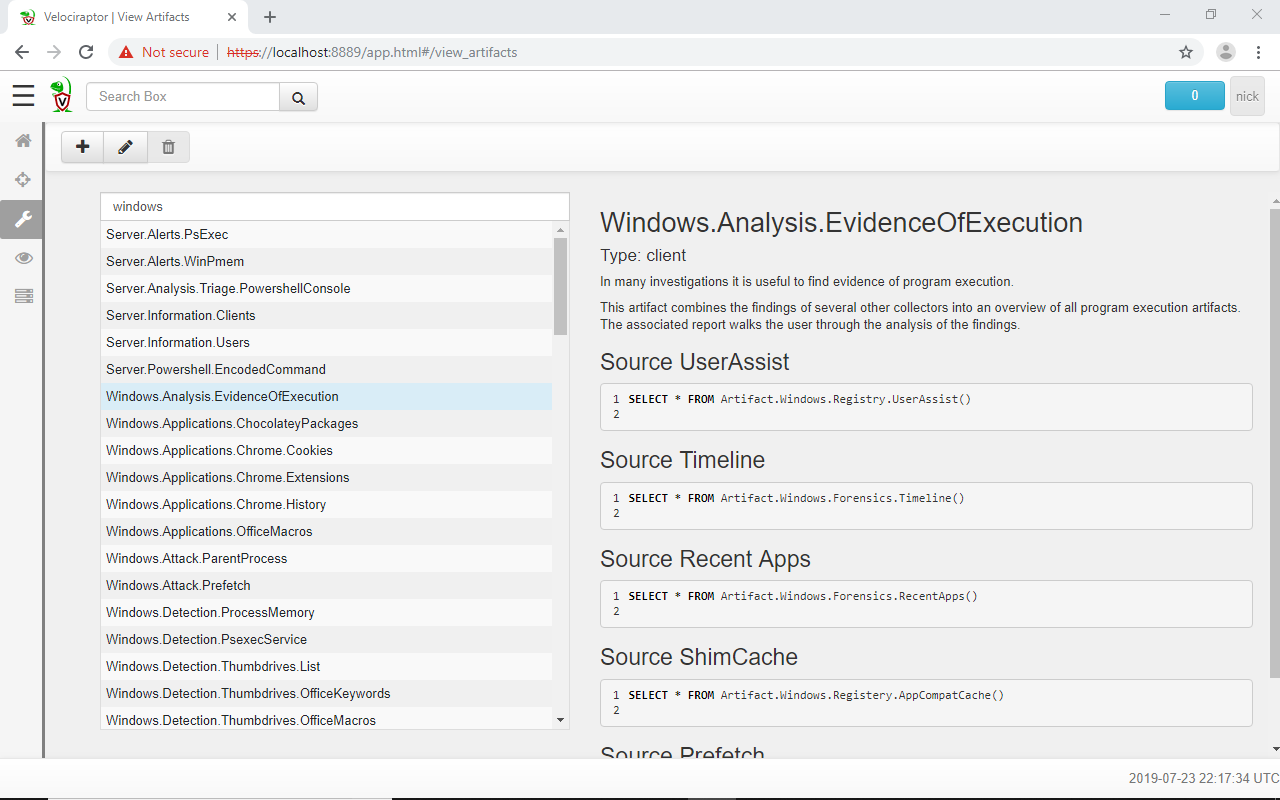 Velociraptor | View Artifacts
Not secure | https://localhost:8889/app.html#/view_artifacts
Search Box
0
nick
windows
Server.Alerts.PsExec
Server.Alerts.WinPmem
Server.Analysis.Triage.PowershellConsole
Server.Information.Clients
Server.Information.Users
Server.Powershell.EncodedCommand
Windows.Analysis.EvidenceOfExecution
Windows.Applications.ChocolateyPackages
Windows.Applications.Chrome.Cookies
Windows.Applications.Chrome.Extensions
Windows.Applications.Chrome.History
Windows.Applications.OfficeMacros
Windows.Attack.ParentProcess
Windows.Attack.Prefetch
Windows.Detection.ProcessMemory
Windows.Detection.PsexecService
Windows.Detection.Thumbdrives.List
Windows.Detection.Thumbdrives.OfficeKeywords
Windows.Detection.Thumbdrives.OfficeMacros
Windows.Analysis.EvidenceOfExecution
Type: client
In many investigations it is useful to find evidence of program execution.
This artifact combines the findings of several other collectors into an overview of all program execution artifacts.
The associated report walks the user through the analysis of the findings.
Source UserAssist
1 SELECT * FROM Artifact.Windows.Registry.UserAssist()
2
Source Timeline
1 SELECT * FROM Artifact.Windows.Forensics.Timeline()
2
Source Recent Apps
1 SELECT * FROM Artifact.Windows.Forensics.RecentApps()
2
Source ShimCache
1 SELECT * FROM Artifact.Windows.Registery.AppCompatCache()
2
Source Prefetch
2019-07-23 22:17:34 UTC